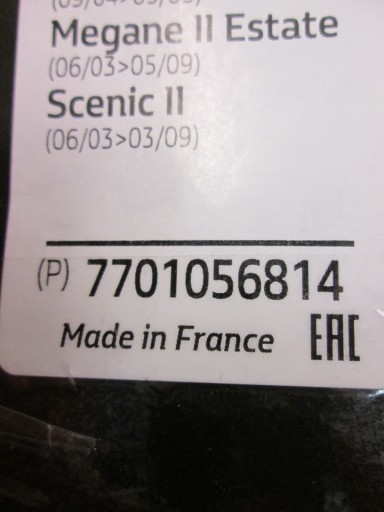 Megane II Estate
(06/03>05/09)
Scenic II
(06/03>03/09)
(P) 7701056814
Made in France EAC